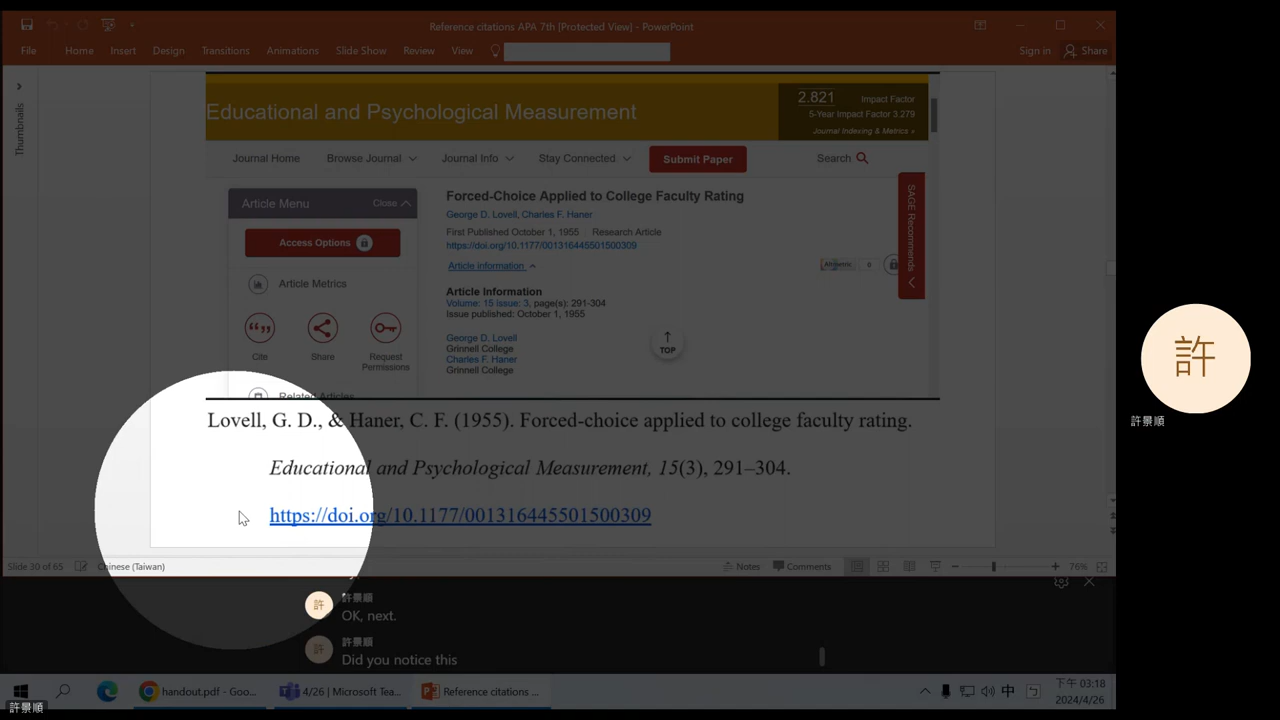 Reference citations APA 7th [Protected View] - PowerPoint
File Home Insert Design Transitions Animations Slide Show Review View Sign in Share
Thumbnails
Educational and Psychological Measurement
2.821 Impact Factor
5-Year Impact Factor 3.279
Journal Indexing & Metrics »
Journal Home Browse Journal Journal Info Stay Connected Submit Paper Search
Article Menu Close
Access Options
Article Metrics
Cite Share Request Permissions
Related Articles
Forced-Choice Applied to College Faculty Rating
George D. Lovell, Charles F. Haner
First Published October 1, 1955 Research Article
https://doi.org/10.1177/001316445501500309
Article information
Altmetric 0
Article Information
Volume: 15 issue: 3, page(s): 291-304
Issue published: October 1, 1955
George D. Lovell
Grinnell College
Charles F. Haner
Grinnell College
TOP
SAGE Recommends
Lovell, G. D., & Haner, C. F. (1955). Forced-choice applied to college faculty rating.
Educational and Psychological Measurement, 15(3), 291–304.
https://doi.org/10.1177/001316445501500309
Slide 30 of 65 Chinese (Taiwan) Notes Comments 76%
許 許景順
OK, next.
許 許景順
Did you notice this
handout.pdf - Goo... 4/26 | Microsoft Tea... Reference citations ... 中 下午 03:18
2024/4/26
許景順
許
許景順